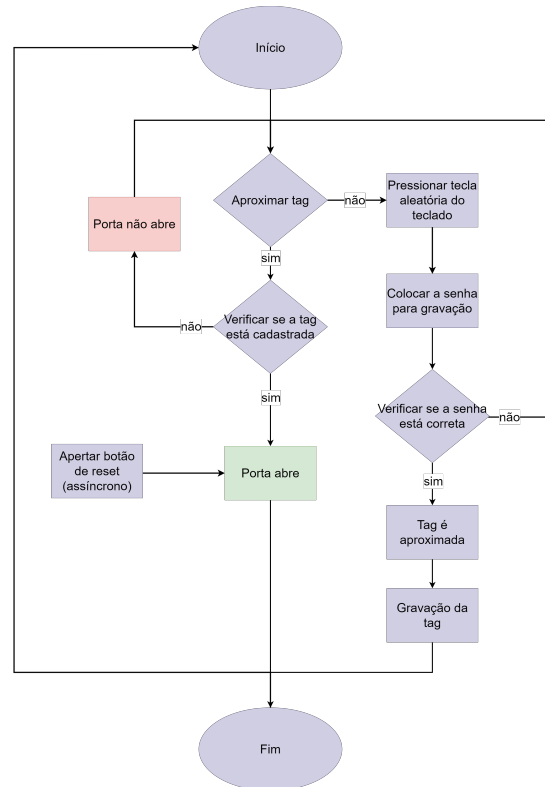 Início
Aproximar tag
não
Pressionar tecla
aleatória do
teclado
Porta não abre
sim
Colocar a senha
para gravação
Verificar se a tag
está cadastrada
não
sim
Verificar se a senha
está correta
não
Apertar botão
de reset
(assíncrono)
Porta abre
sim
Tag é
aproximada
Gravação da
tag
Fim